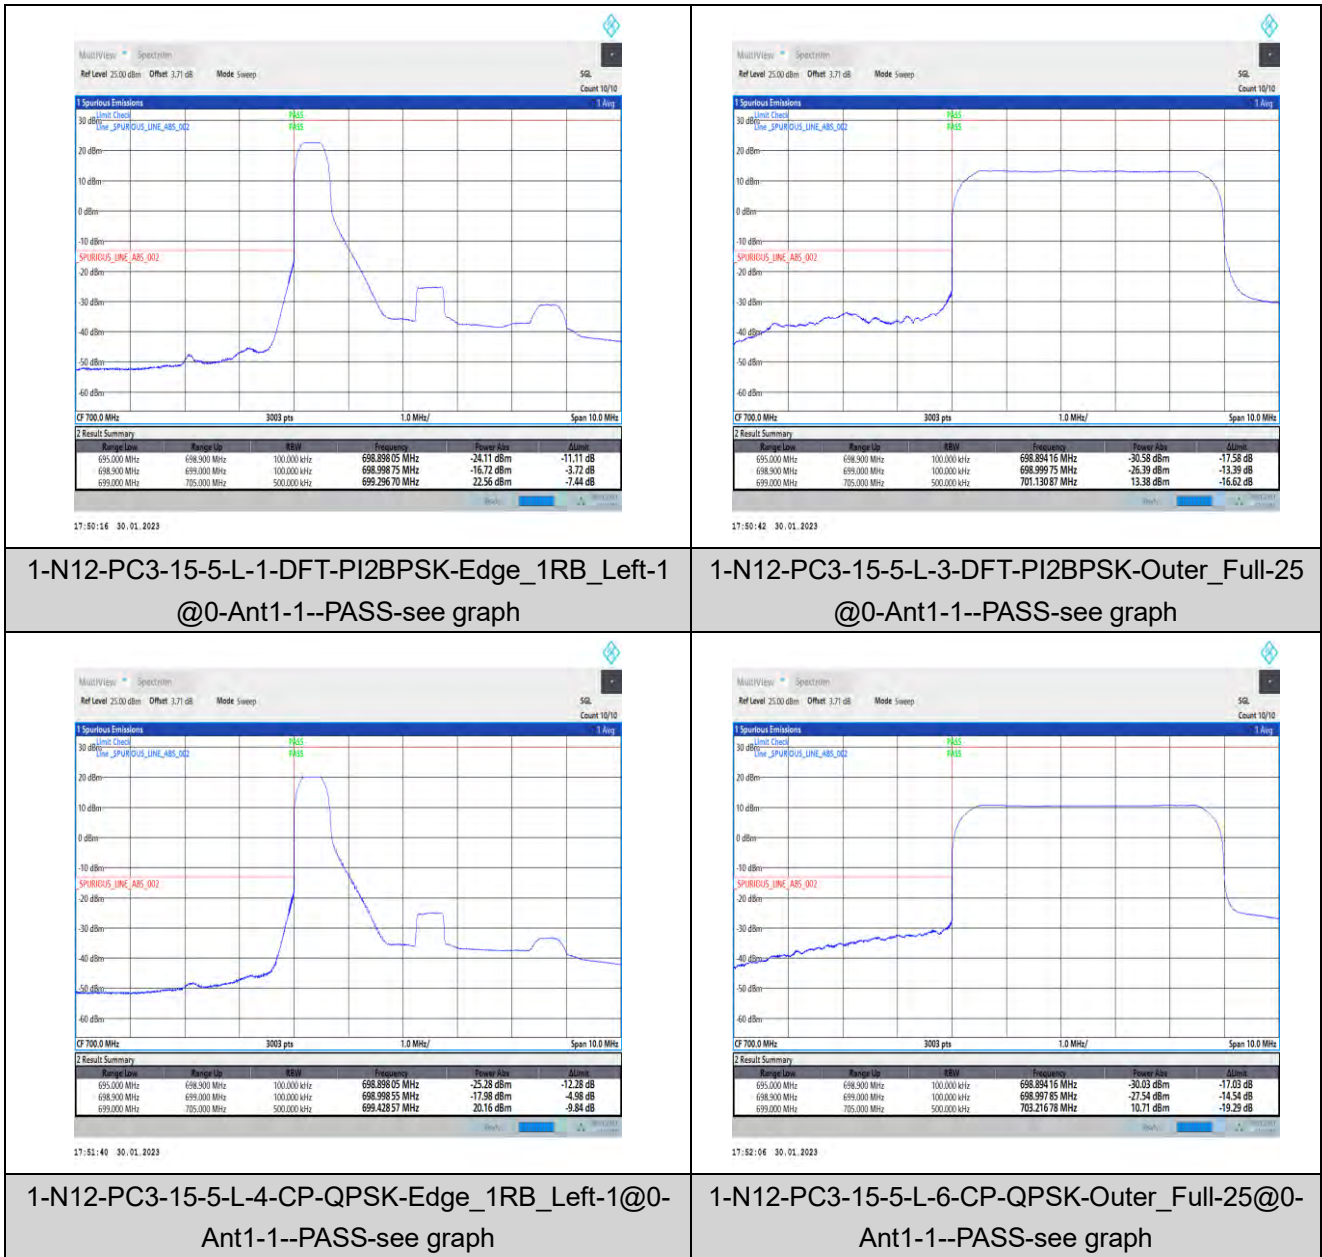 MultiView Spectrum
Ref Level 25.00 dBm Offset 3.71 dB Mode Sweep SGL
Count 10/10
1 Spurious Emissions 1 Avg
Limit Check PASS
Line _SPURIOUS_LINE_ABS_002 PASS
30 dBm
20 dBm
10 dBm
0 dBm
-10 dBm
_SPURIOUS_LINE_ABS_002
-20 dBm
-30 dBm
-40 dBm
-50 dBm
-60 dBm
CF 700.0 MHz 3003 pts 1.0 MHz/ Span 10.0 MHz
2 Result Summary
Range Low Range Up RBW Frequency Power Abs ΔLimit
695.000 MHz 698.900 MHz 100.000 kHz 698.898 05 MHz -24.11 dBm -11.11 dB
698.900 MHz 699.000 MHz 100.000 kHz 698.998 75 MHz -16.72 dBm -3.72 dB
699.000 MHz 705.000 MHz 500.000 kHz 699.296 70 MHz 22.56 dBm -7.44 dB
17:50:16 30.01.2023
1-N12-PC3-15-5-L-1-DFT-PI2BPSK-Edge_1RB_Left-1
@0-Ant1-1--PASS-see graph
MultiView Spectrum
Ref Level 25.00 dBm Offset 3.71 dB Mode Sweep SGL
Count 10/10
1 Spurious Emissions 1 Avg
Limit Check PASS
Line _SPURIOUS_LINE_ABS_002 PASS
30 dBm
20 dBm
10 dBm
0 dBm
-10 dBm
_SPURIOUS_LINE_ABS_002
-20 dBm
-30 dBm
-40 dBm
-50 dBm
-60 dBm
CF 700.0 MHz 3003 pts 1.0 MHz/ Span 10.0 MHz
2 Result Summary
Range Low Range Up RBW Frequency Power Abs ΔLimit
695.000 MHz 698.900 MHz 100.000 kHz 698.894 16 MHz -30.58 dBm -17.58 dB
698.900 MHz 699.000 MHz 100.000 kHz 698.999 75 MHz -26.39 dBm -13.39 dB
699.000 MHz 705.000 MHz 500.000 kHz 701.130 87 MHz 13.38 dBm -16.62 dB
17:50:42 30.01.2023
1-N12-PC3-15-5-L-3-DFT-PI2BPSK-Outer_Full-25
@0-Ant1-1--PASS-see graph
MultiView Spectrum
Ref Level 25.00 dBm Offset 3.71 dB Mode Sweep SGL
Count 10/10
1 Spurious Emissions 1 Avg
Limit Check PASS
Line _SPURIOUS_LINE_ABS_002 PASS
30 dBm
20 dBm
10 dBm
0 dBm
-10 dBm
_SPURIOUS_LINE_ABS_002
-20 dBm
-30 dBm
-40 dBm
-50 dBm
-60 dBm
CF 700.0 MHz 3003 pts 1.0 MHz/ Span 10.0 MHz
2 Result Summary
Range Low Range Up RBW Frequency Power Abs ΔLimit
695.000 MHz 698.900 MHz 100.000 kHz 698.898 05 MHz -25.28 dBm -12.28 dB
698.900 MHz 699.000 MHz 100.000 kHz 698.998 55 MHz -17.98 dBm -4.98 dB
699.000 MHz 705.000 MHz 500.000 kHz 699.428 57 MHz 20.16 dBm -9.84 dB
17:51:40 30.01.2023
1-N12-PC3-15-5-L-4-CP-QPSK-Edge_1RB_Left-1@0-
Ant1-1--PASS-see graph
MultiView Spectrum
Ref Level 25.00 dBm Offset 3.71 dB Mode Sweep SGL
Count 10/10
1 Spurious Emissions 1 Avg
Limit Check PASS
Line _SPURIOUS_LINE_ABS_002 PASS
30 dBm
20 dBm
10 dBm
0 dBm
-10 dBm
_SPURIOUS_LINE_ABS_002
-20 dBm
-30 dBm
-40 dBm
-50 dBm
-60 dBm
CF 700.0 MHz 3003 pts 1.0 MHz/ Span 10.0 MHz
2 Result Summary
Range Low Range Up RBW Frequency Power Abs ΔLimit
695.000 MHz 698.900 MHz 100.000 kHz 698.894 16 MHz -30.03 dBm -17.03 dB
698.900 MHz 699.000 MHz 100.000 kHz 698.997 85 MHz -27.54 dBm -14.54 dB
699.000 MHz 705.000 MHz 500.000 kHz 703.216 78 MHz 10.71 dBm -19.29 dB
17:52:06 30.01.2023
1-N12-PC3-15-5-L-6-CP-QPSK-Outer_Full-25@0-
Ant1-1--PASS-see graph